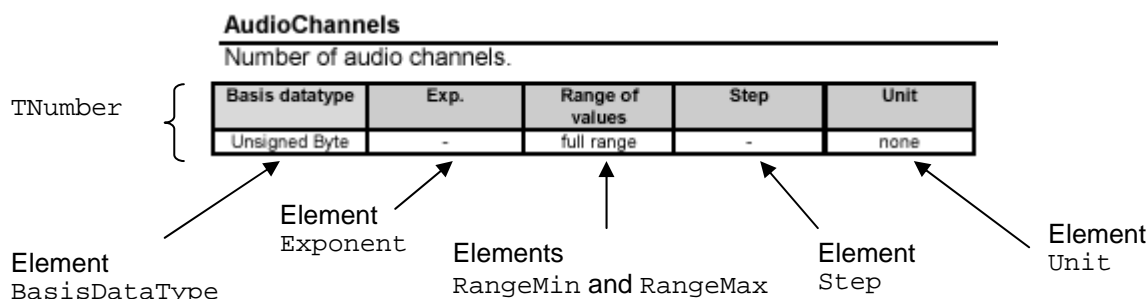 AudioChannels
Number of audio channels.
TNumber
Basis datatype Exp. Range of values Step Unit
Unsigned Byte - full range - none
Element
BasisDataType
Element
Exponent
Elements
RangeMin and RangeMax
Element
Step
Element
Unit